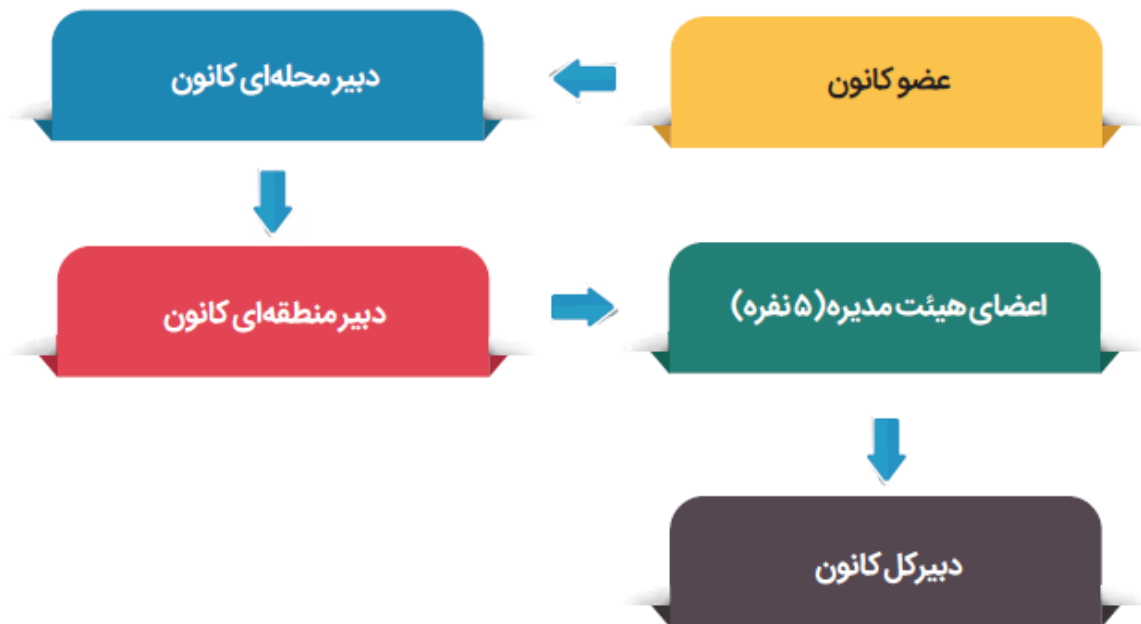 عضو کانون
دبیر محله‌ای کانون
دبیر منطقه‌ای کانون
اعضای هیئت مدیره (۵ نفره)
دبیرکل کانون